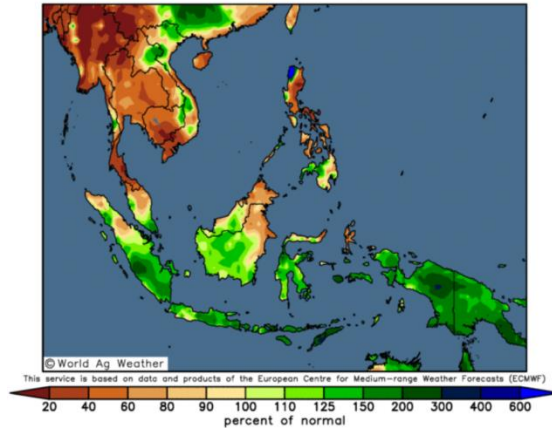 © World Ag Weather
This service is based on data and products of the European Centre for Medium-range Weather Forecasts (ECMWF)
20 40 60 80 90 100 110 125 150 200 300 400 600
percent of normal